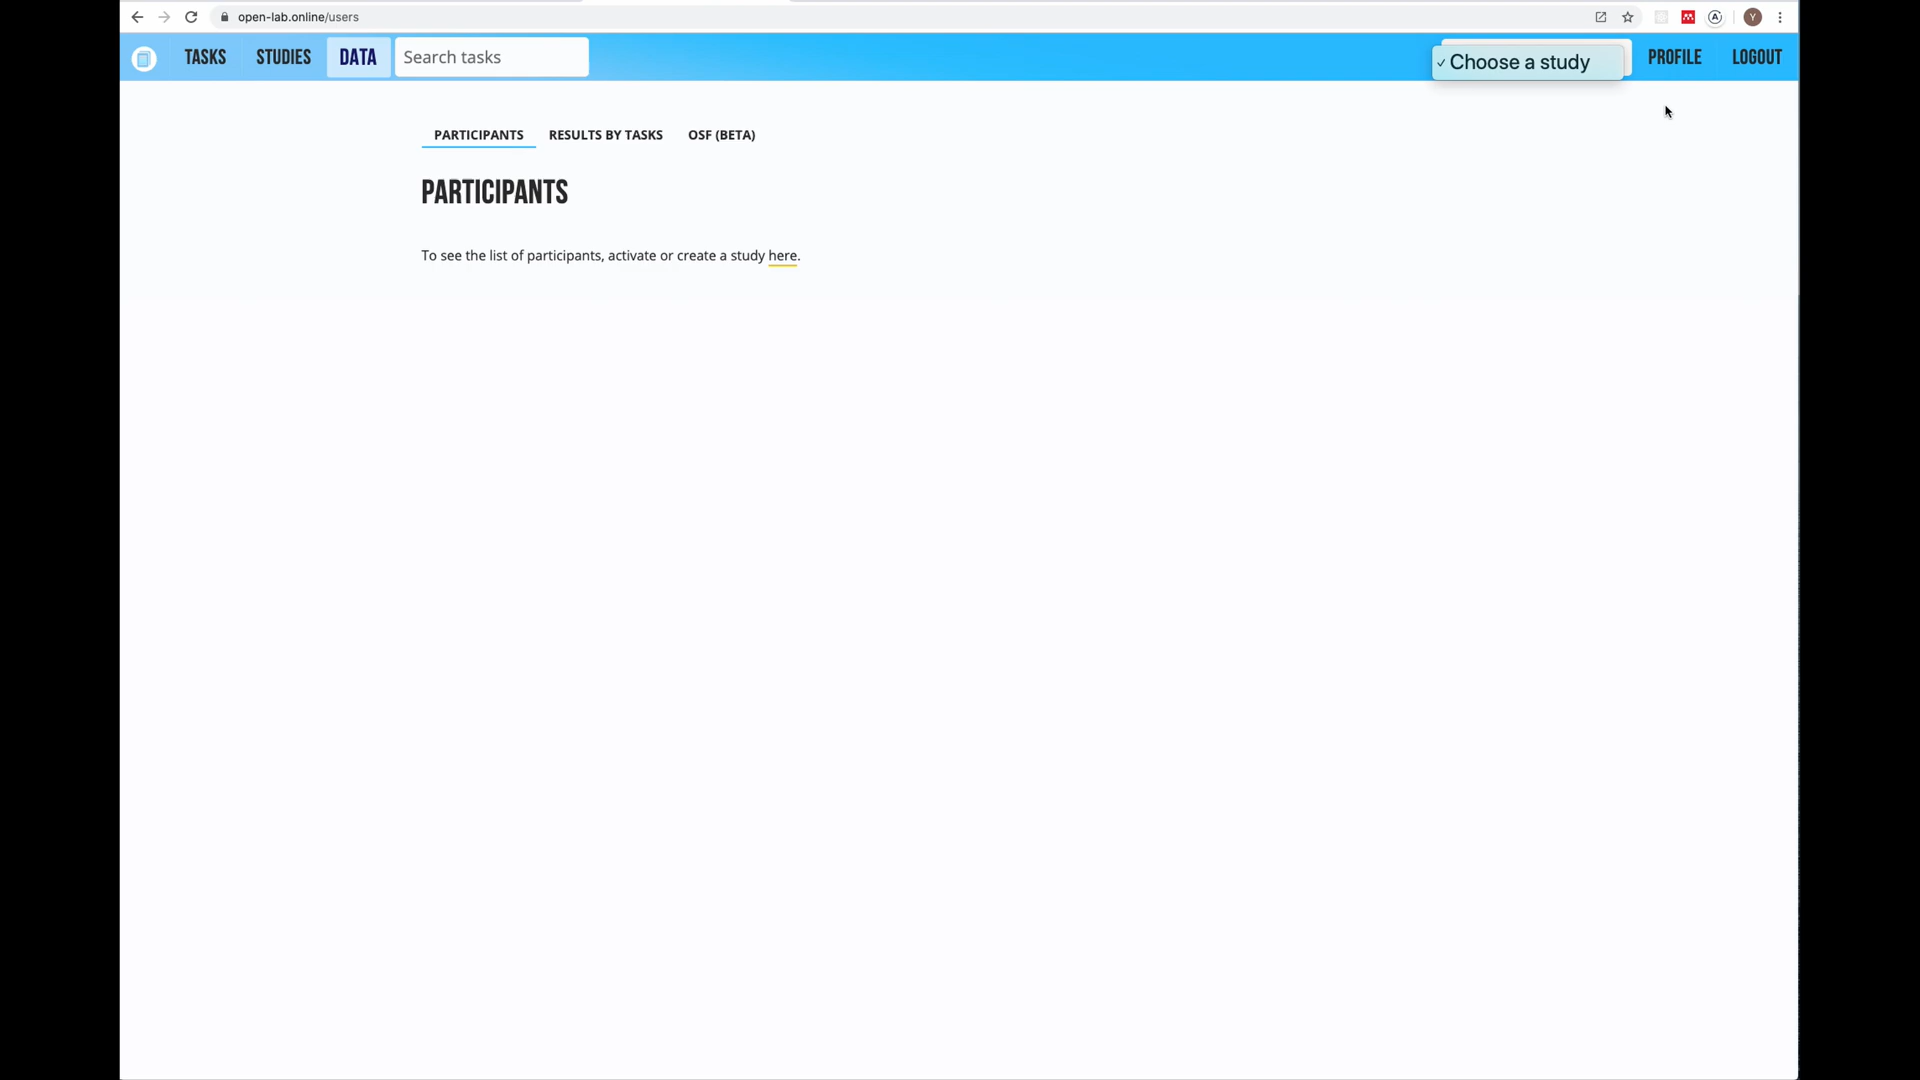 open-lab.online/users
Y
TASKS STUDIES DATA Search tasks ✓ Choose a study PROFILE LOGOUT
PARTICIPANTS RESULTS BY TASKS OSF (BETA)
PARTICIPANTS
To see the list of participants, activate or create a study here.